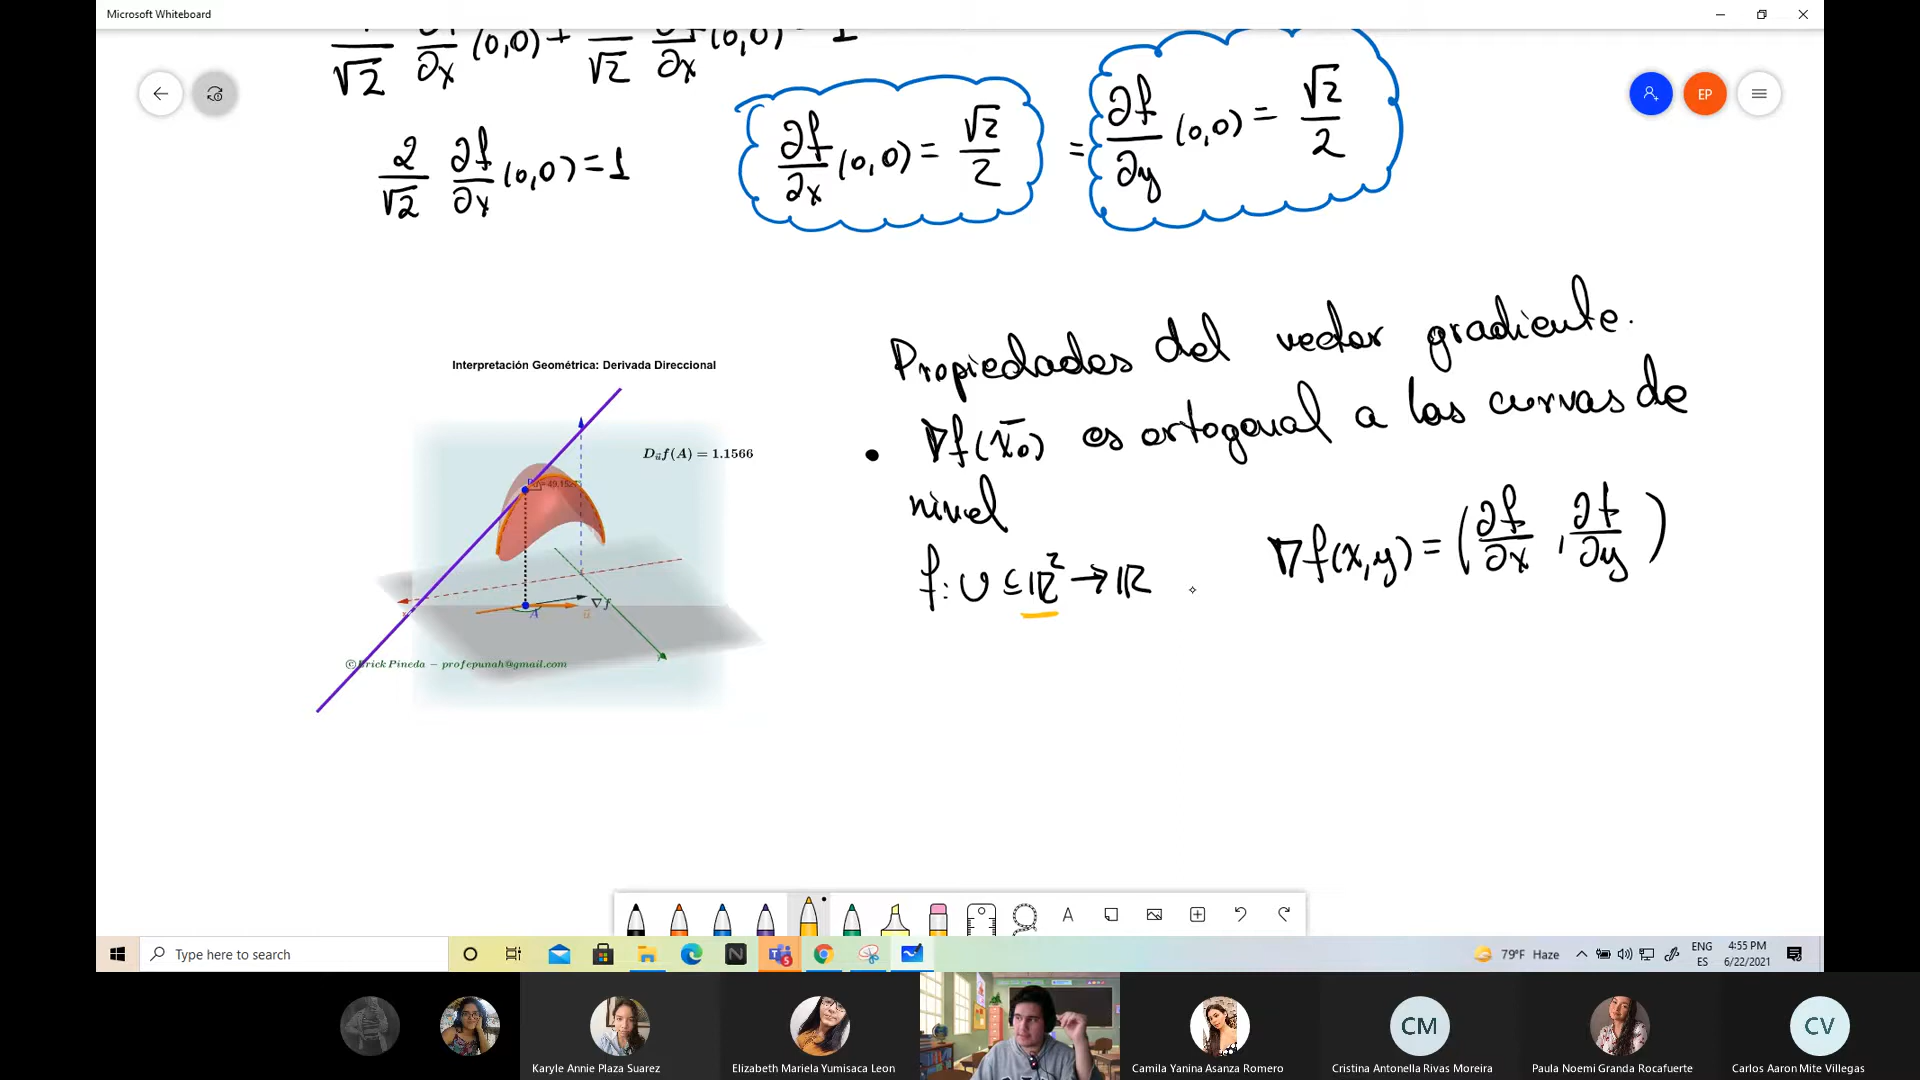 Microsoft Whiteboard
√2 ∂x (0,0) + √2 ∂x (0,0) 1
2/√2 ∂f/∂x (0,0) = 1
∂f/∂x (0,0) = √2/2 = ∂f/∂y (0,0) = √2/2
EP
Propiedades del vector gradiente.
• ∇f(x̄₀) es ortogonal a las curvas de
nivel
f: U ⊆ ℝ² → ℝ
∇f(x,y) = (∂f/∂x , ∂f/∂y)
Interpretación Geométrica: Derivada Direccional
D_u⃗ f(A) = 1.1566
∇f
A
u⃗
©Erick Pineda − profepunah@gmail.com
A
Type here to search
79°F Haze
ENG
ES
4:55 PM
6/22/2021
Karyle Annie Plaza Suarez
Elizabeth Mariela Yumisaca Leon
Camila Yanina Asanza Romero
CM
Cristina Antonella Rivas Moreira
Paula Noemi Granda Rocafuerte
CV
Carlos Aaron Mite Villegas